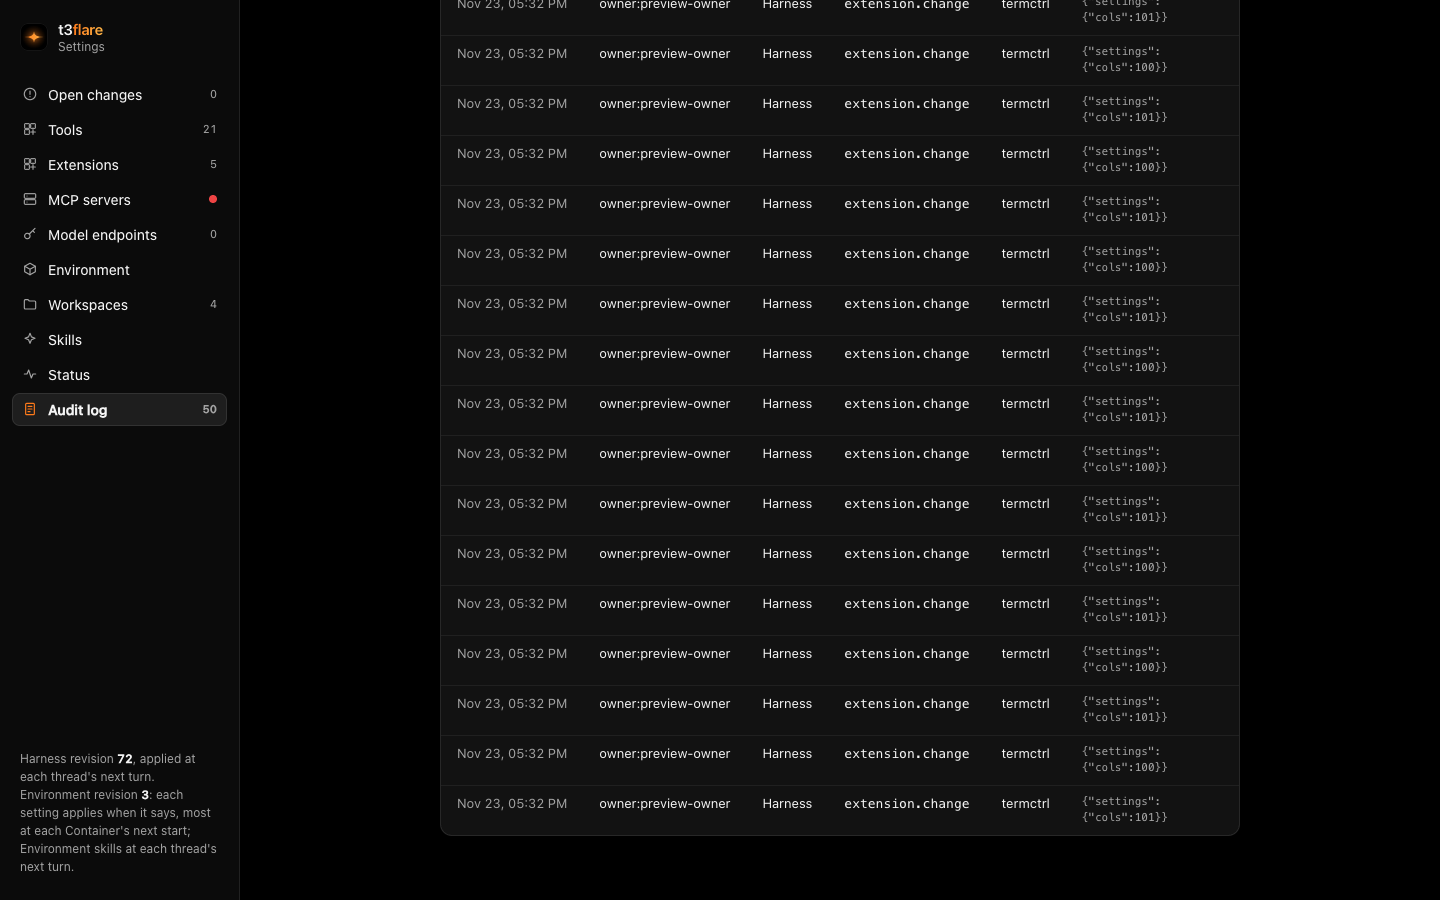 t3flare
Settings
Open changes 0
Tools 21
Extensions 5
MCP servers
Model endpoints 0
Environment
Workspaces 4
Skills
Status
Audit log 50
Harness revision 72, applied at
each thread's next turn.
Environment revision 3: each
setting applies when it says, most
at each Container's next start;
Environment skills at each thread's
next turn.
Nov 23, 05:32 PM owner:preview-owner Harness extension.change termctrl {"settings":
{"cols":101}}
Nov 23, 05:32 PM owner:preview-owner Harness extension.change termctrl {"settings":
{"cols":100}}
Nov 23, 05:32 PM owner:preview-owner Harness extension.change termctrl {"settings":
{"cols":101}}
Nov 23, 05:32 PM owner:preview-owner Harness extension.change termctrl {"settings":
{"cols":100}}
Nov 23, 05:32 PM owner:preview-owner Harness extension.change termctrl {"settings":
{"cols":101}}
Nov 23, 05:32 PM owner:preview-owner Harness extension.change termctrl {"settings":
{"cols":100}}
Nov 23, 05:32 PM owner:preview-owner Harness extension.change termctrl {"settings":
{"cols":101}}
Nov 23, 05:32 PM owner:preview-owner Harness extension.change termctrl {"settings":
{"cols":100}}
Nov 23, 05:32 PM owner:preview-owner Harness extension.change termctrl {"settings":
{"cols":101}}
Nov 23, 05:32 PM owner:preview-owner Harness extension.change termctrl {"settings":
{"cols":100}}
Nov 23, 05:32 PM owner:preview-owner Harness extension.change termctrl {"settings":
{"cols":101}}
Nov 23, 05:32 PM owner:preview-owner Harness extension.change termctrl {"settings":
{"cols":100}}
Nov 23, 05:32 PM owner:preview-owner Harness extension.change termctrl {"settings":
{"cols":101}}
Nov 23, 05:32 PM owner:preview-owner Harness extension.change termctrl {"settings":
{"cols":100}}
Nov 23, 05:32 PM owner:preview-owner Harness extension.change termctrl {"settings":
{"cols":101}}
Nov 23, 05:32 PM owner:preview-owner Harness extension.change termctrl {"settings":
{"cols":100}}
Nov 23, 05:32 PM owner:preview-owner Harness extension.change termctrl {"settings":
{"cols":101}}